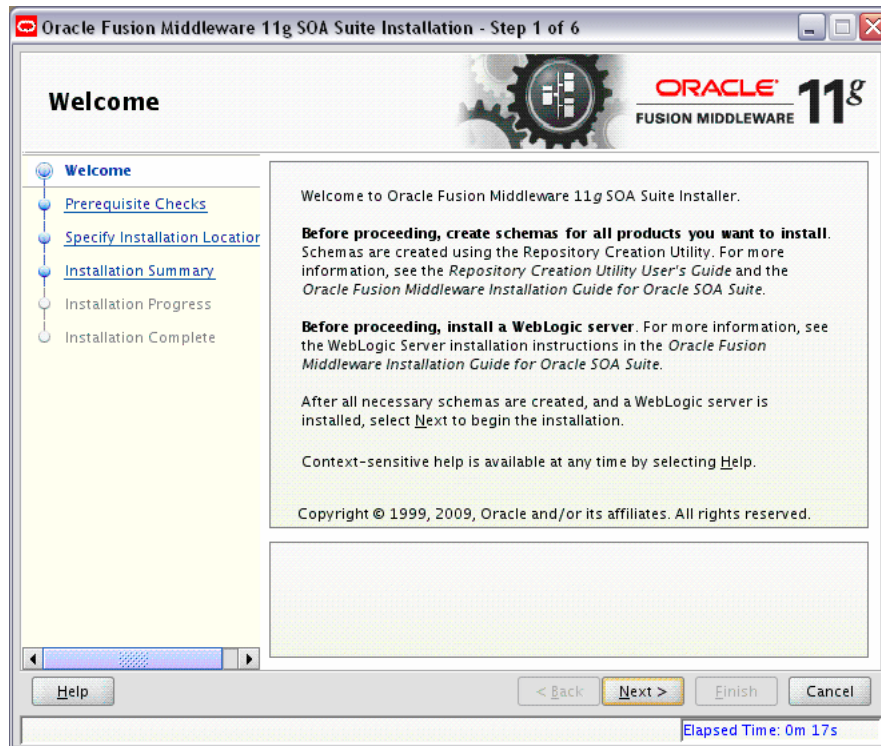 Oracle Fusion Middleware 11g SOA Suite Installation - Step 1 of 6
Welcome
ORACLE
FUSION MIDDLEWARE 11g
Welcome
Prerequisite Checks
Specify Installation Location
Installation Summary
Installation Progress
Installation Complete
Welcome to Oracle Fusion Middleware 11g SOA Suite Installer.
Before proceeding, create schemas for all products you want to install.
Schemas are created using the Repository Creation Utility. For more
information, see the Repository Creation Utility User's Guide and the
Oracle Fusion Middleware Installation Guide for Oracle SOA Suite.
Before proceeding, install a WebLogic server. For more information, see
the WebLogic Server installation instructions in the Oracle Fusion
Middleware Installation Guide for Oracle SOA Suite.
After all necessary schemas are created, and a WebLogic server is
installed, select Next to begin the installation.
Context-sensitive help is available at any time by selecting Help.
Copyright © 1999, 2009, Oracle and/or its affiliates. All rights reserved.
Help
< Back
Next >
Finish
Cancel
Elapsed Time: 0m 17s